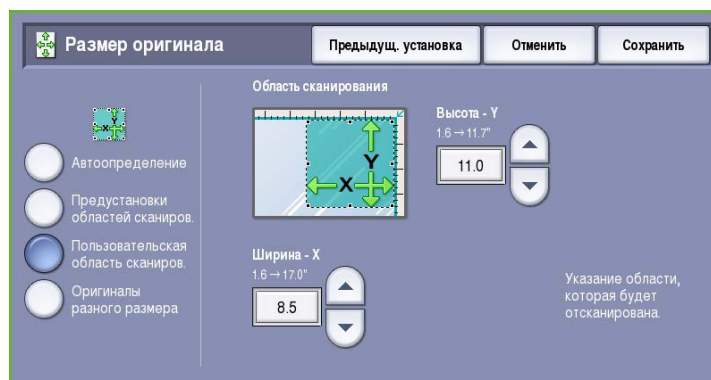 Размер оригинала
Предыдущ. установка
Отменить
Сохранить
Автоопределение
Предустановки
областей сканиров.
Пользовательская
область сканиров.
Оригиналы
разного размера
Область сканирования
Y
X
Высота - Y
1.6→11.7"
11.0
Ширина - X
1.6→17.0"
8.5
Указание области,
которая будет
отсканирована.